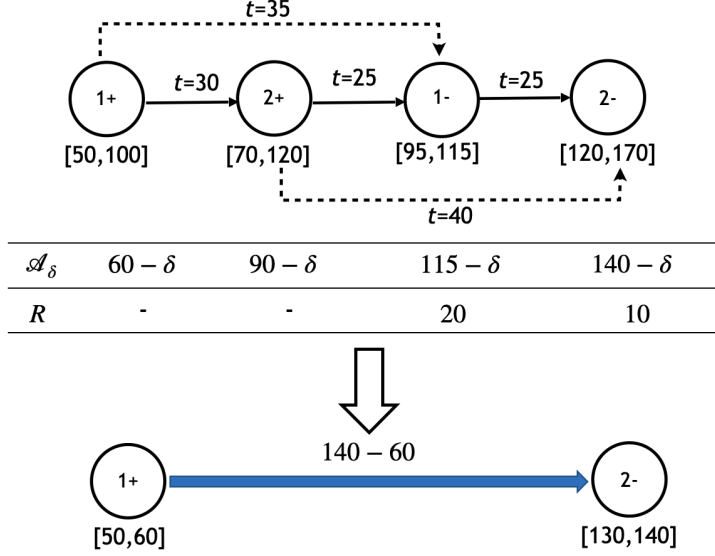 t=35
1+ t=30 2+ t=25 1- t=25 2-
[50,100] [70,120] [95,115] [120,170]
t=40
𝒜δ 60 − δ 90 − δ 115 − δ 140 − δ
R - - 20 10
140 − 60
1+ 2-
[50,60] [130,140]